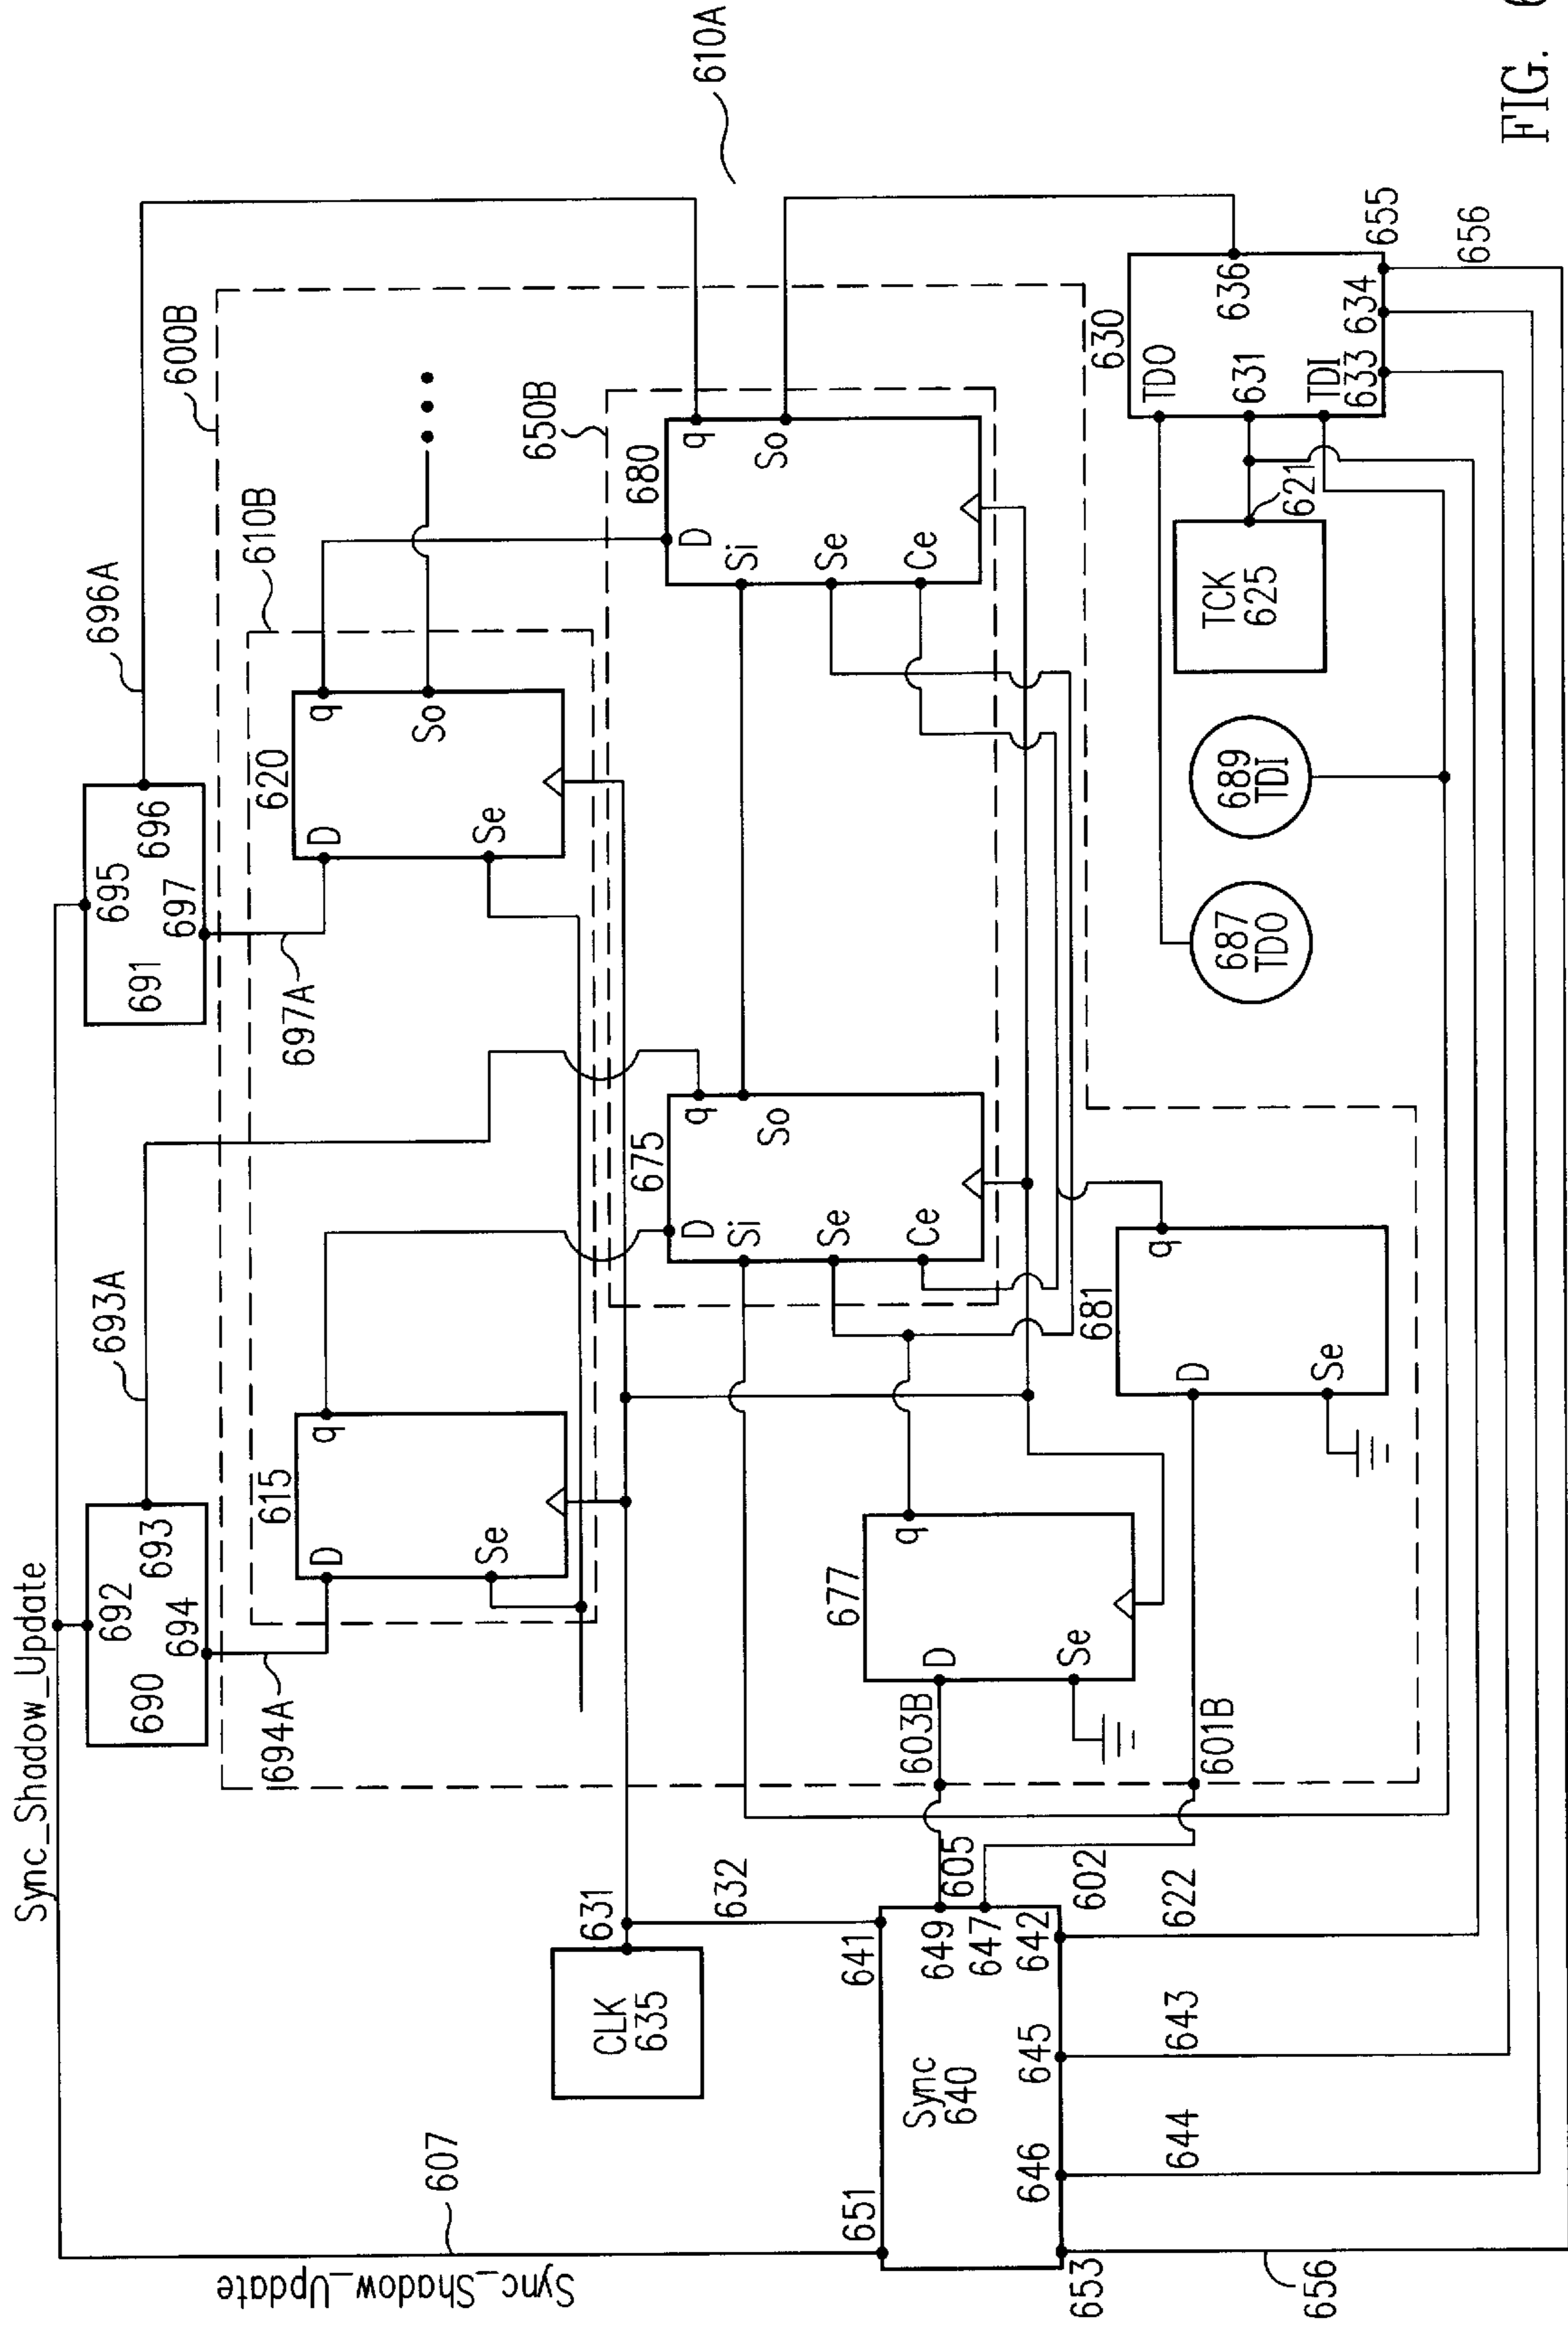 Sync_Shadow_Update
693A
696A
600B
610A
690
692
693
694
691
695
696
697
694A
697A
610B
615
D
q
Se
620
D
q
So
Se
650B
607
Sync_Shadow_Update
CLK
635
631
632
675
D
q
Si
So
Se
Ce
680
D
q
Si
So
Se
Ce
651
641
Sync
640
649
647
642
645
646
653
605
602
622
643
644
656
603B
601B
677
D
q
Se
681
D
q
Se
687
TDO
689
TDI
TCK
625
621
630
TDO
631
636
TDI
633
634
655
656
FIG.